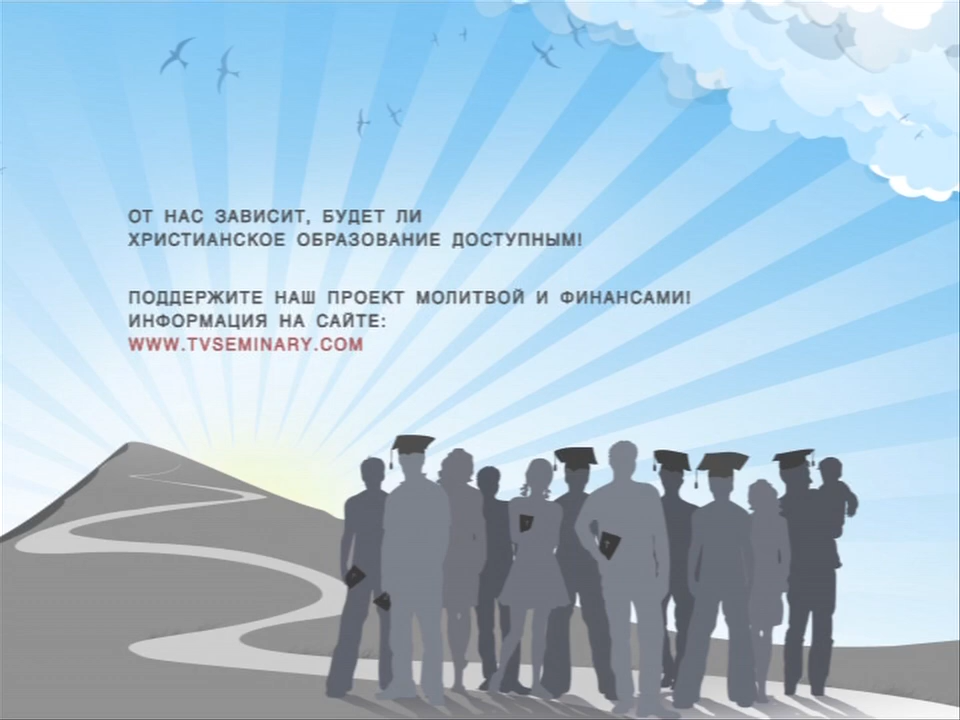 ОТ НАС ЗАВИСИТ, БУДЕТ ЛИ
ХРИСТИАНСКОЕ ОБРАЗОВАНИЕ ДОСТУПНЫМ!
ПОДДЕРЖИТЕ НАШ ПРОЕКТ МОЛИТВОЙ И ФИНАНСАМИ!
ИНФОРМАЦИЯ НА САЙТЕ:
WWW.TVSEMINARY.COM